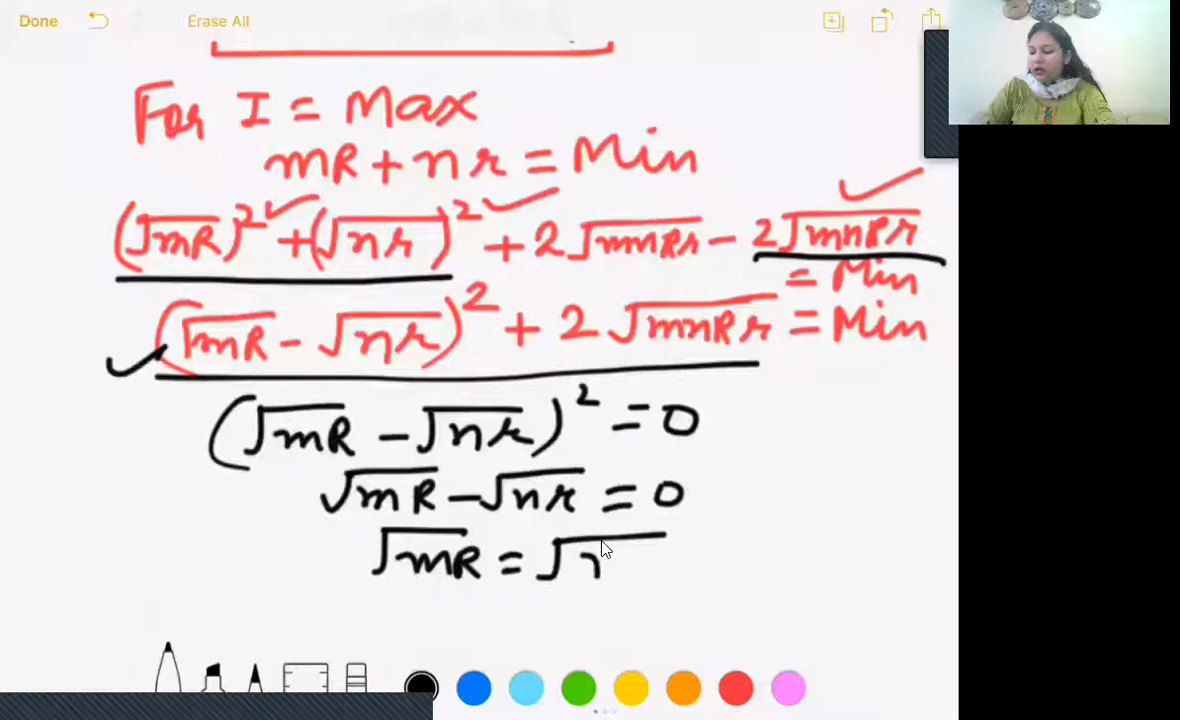 Done Erase All
For I = Max
mR + nr = Min
(√mR)² + (√nr)² + 2√mnRr - 2√mnRr
= Min
(√mR - √nr)² + 2√mnRr = Min
(√mR - √nr)² = 0
√mR - √nr = 0
√mR = √